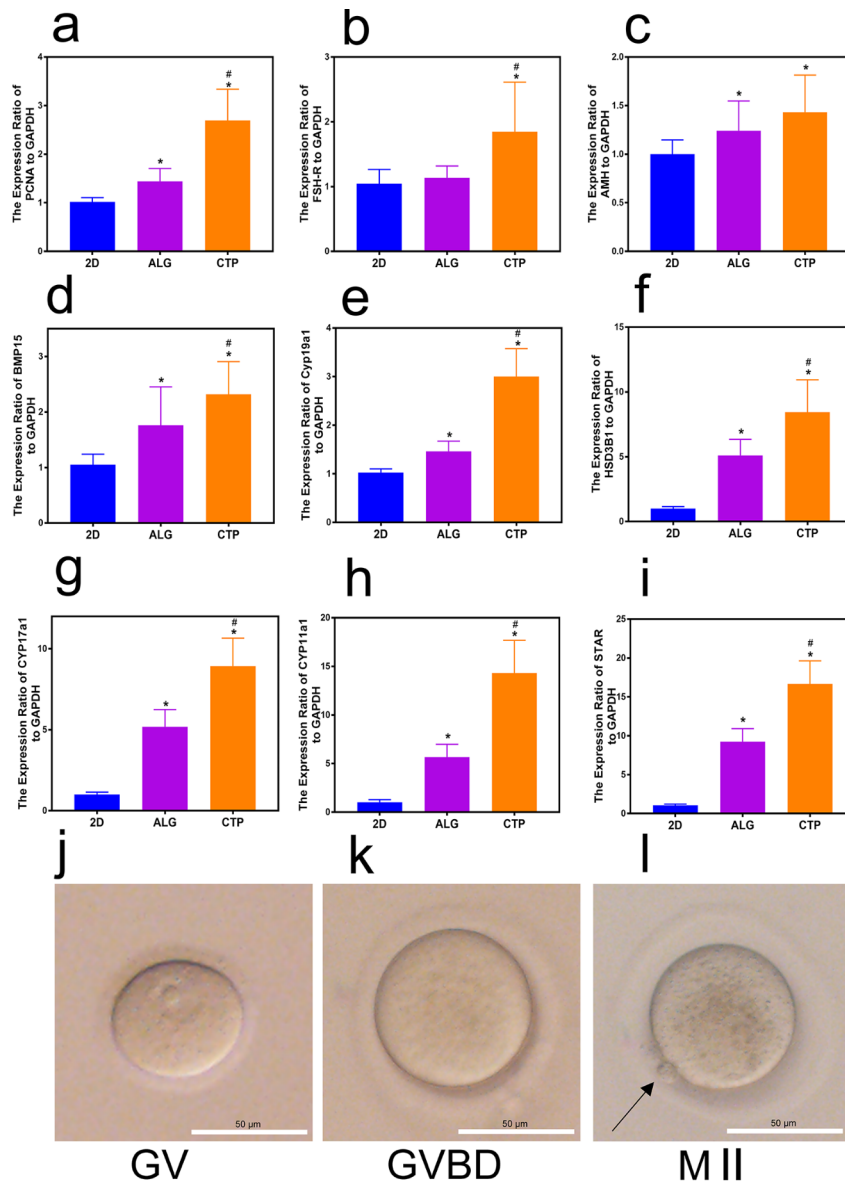 a
The Expression Ratio of
PCNA to GAPDH
4
3
2
1
0
*
#
*
2D ALG CTP
b
The Expression Ratio of
FSH-R to GAPDH
3
2
1
0
#
*
2D ALG CTP
c
The Expression Ratio of
AMH to GAPDH
2.0
1.5
1.0
0.5
0.0
*
*
2D ALG CTP
d
The Expression Ratio of BMP15
to GAPDH
3
2
1
0
*
#
*
2D ALG CTP
e
The Expression Ratio of Cyp19a1
to GAPDH
4
3
2
1
0
*
#
*
2D ALG CTP
f
The Expression Ratio of
HSD3B1 to GAPDH
15
10
5
0
*
#
*
2D ALG CTP
g
The Expression Ratio of CYP17a1
to GAPDH
10
5
0
*
#
*
2D ALG CTP
h
The Expression Ratio of CYP11a1
to GAPDH
20
15
10
5
0
*
#
*
2D ALG CTP
i
The Expression Ratio of STAR
to GAPDH
25
20
15
10
5
0
*
#
*
2D ALG CTP
j
50 µm
GV
k
50 µm
GVBD
l
50 µm
M II